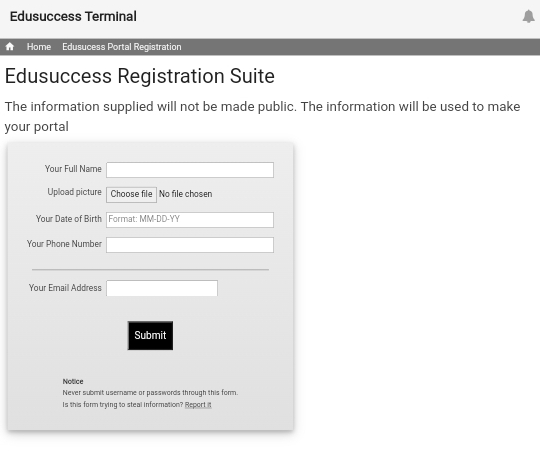 Edusuccess Terminal
Home Edusucess Portal Registration
Edusuccess Registration Suite
The information supplied will not be made public. The information will be used to make
your portal
Your Full Name
Upload picture Choose file No file chosen
Your Date of Birth Format: MM-DD-YY
Your Phone Number
Your Email Address
Submit
Notice
Never submit username or passwords through this form.
Is this form trying to steal information? Report it